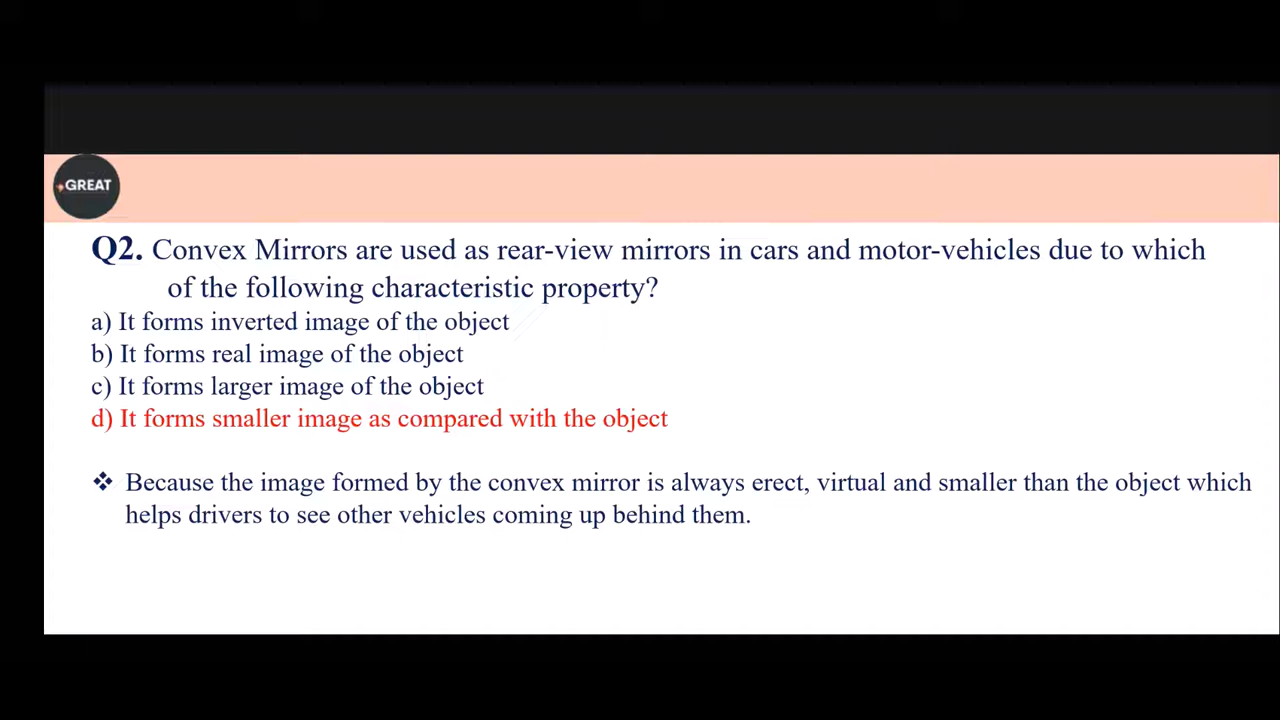 GREAT
Q2. Convex Mirrors are used as rear-view mirrors in cars and motor-vehicles due to which
of the following characteristic property?
a) It forms inverted image of the object
b) It forms real image of the object
c) It forms larger image of the object
d) It forms smaller image as compared with the object
❖ Because the image formed by the convex mirror is always erect, virtual and smaller than the object which
helps drivers to see other vehicles coming up behind them.